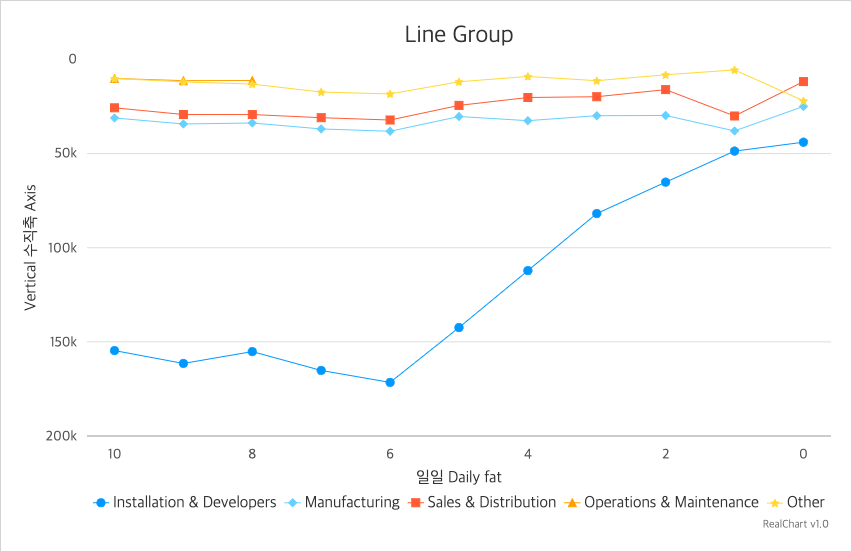 Line Group
0
50k
100k
150k
200k
Vertical 수직축 Axis
10 8 6 4 2 0
일일 Daily fat
Installation & Developers Manufacturing Sales & Distribution Operations & Maintenance Other
RealChart v1.0